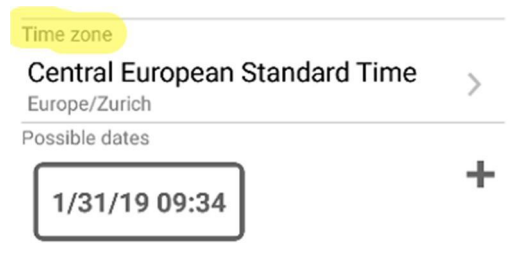 Time zone
Central European Standard Time
Europe/Zurich
Possible dates
1/31/19 09:34